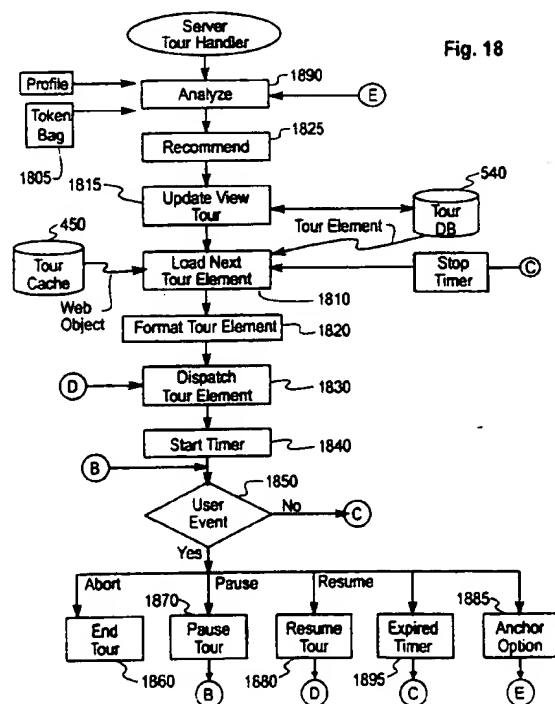 Server
Tour Handler
Fig. 18
Profile
1890
Analyze
E
Token
Bag
1825
Recommend
1805
1815
540
Update View
Tour
Tour
DB
Tour Element
450
Tour
Cache
Load Next
Tour Element
Stop
Timer
C
Web
Object
1810
Format Tour Element
1820
D
Dispatch
Tour Element
1830
Start Timer
1840
B
1850
User
Event
No
C
Yes
Abort
Pause
Resume
1870
1885
End
Tour
Pause
Tour
Resume
Tour
Expired
Timer
Anchor
Option
1860
1680
1895
B
D
C
E